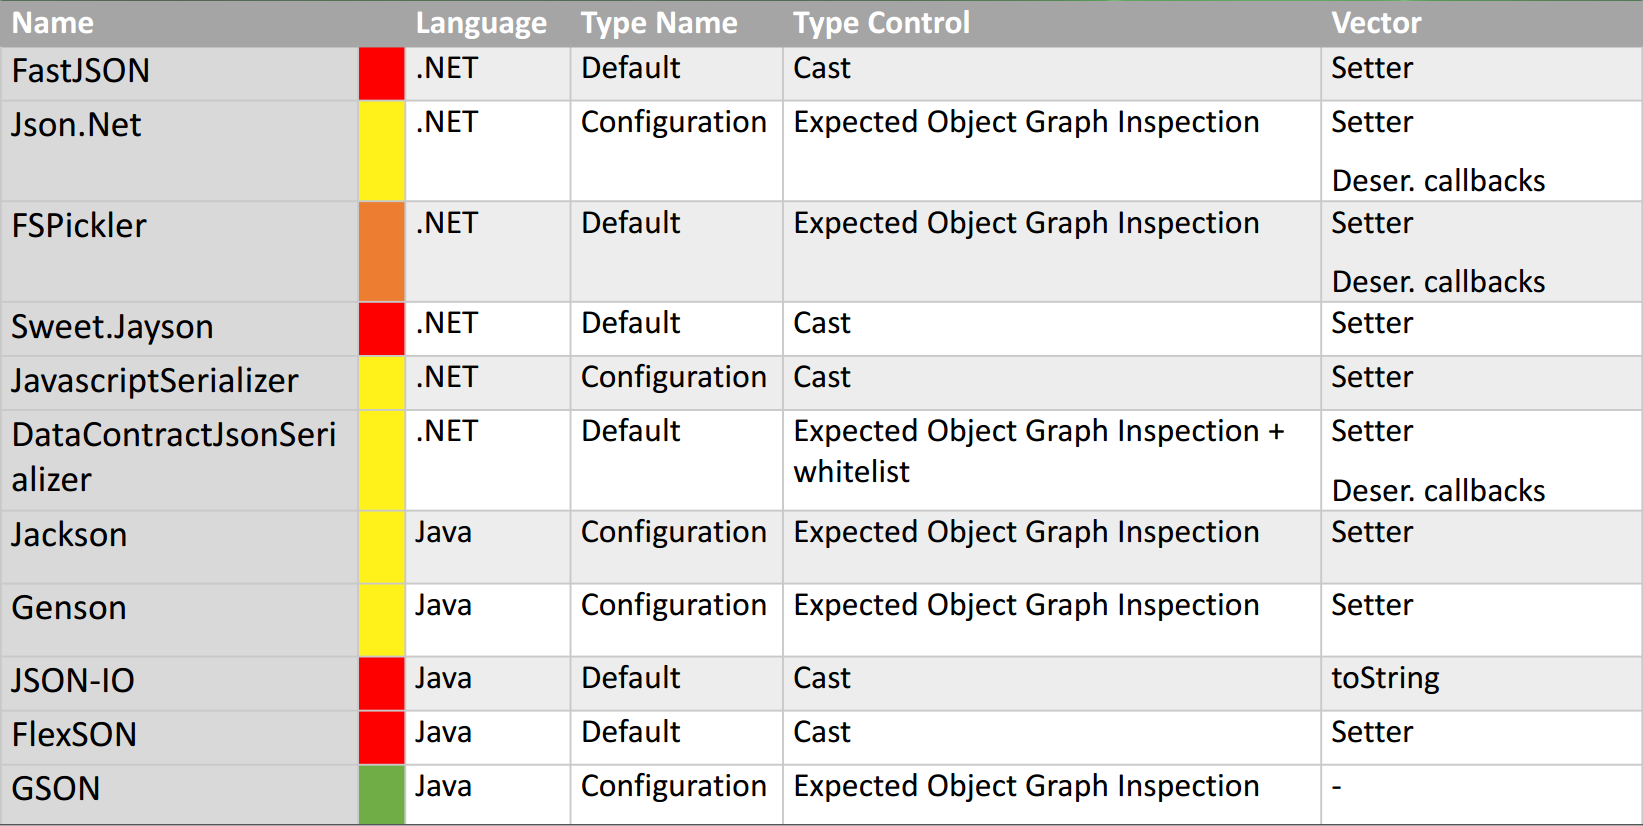 Name Language Type Name Type Control Vector
FastJSON .NET Default Cast Setter
Json.Net .NET Configuration Expected Object Graph Inspection Setter
Deser. callbacks
FSPickler .NET Default Expected Object Graph Inspection Setter
Deser. callbacks
Sweet.Jayson .NET Default Cast Setter
JavascriptSerializer .NET Configuration Cast Setter
DataContractJsonSeri .NET Default Expected Object Graph Inspection + Setter
alizer whitelist
Deser. callbacks
Jackson Java Configuration Expected Object Graph Inspection Setter
Genson Java Configuration Expected Object Graph Inspection Setter
JSON-IO Java Default Cast toString
FlexSON Java Default Cast Setter
GSON Java Configuration Expected Object Graph Inspection -